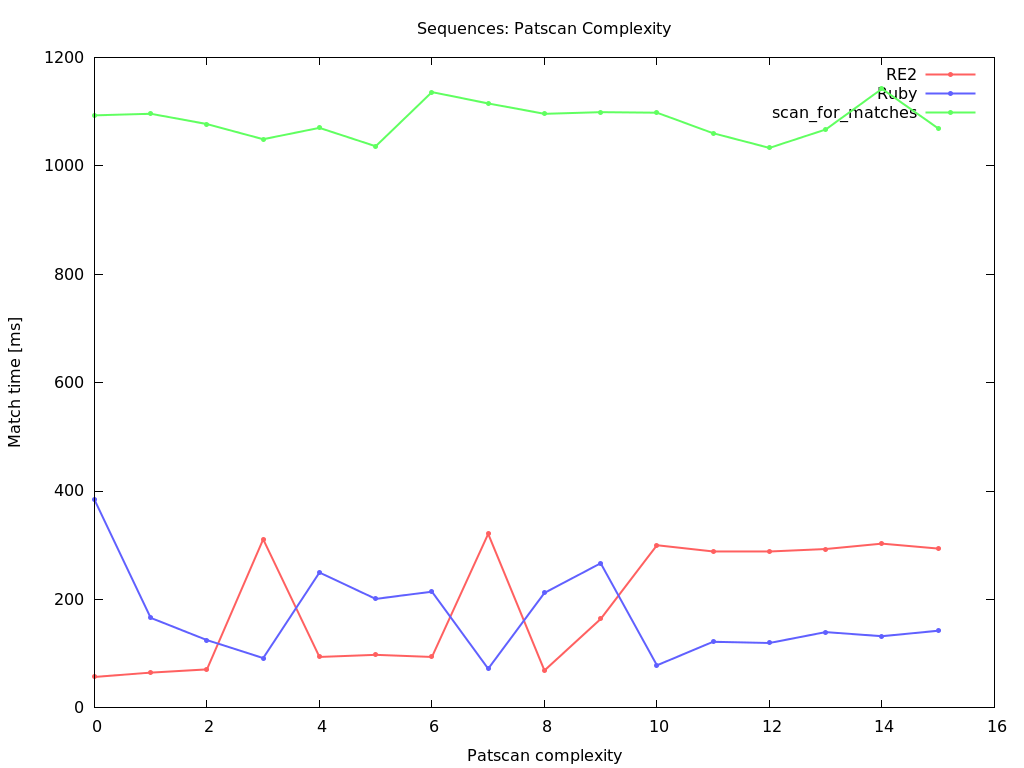 Sequences: Patscan Complexity
1200
1000
800
600
400
200
0
Match time [ms]
RE2
Ruby
scan_for_matches
0 2 4 6 8 10 12 14 16
Patscan complexity